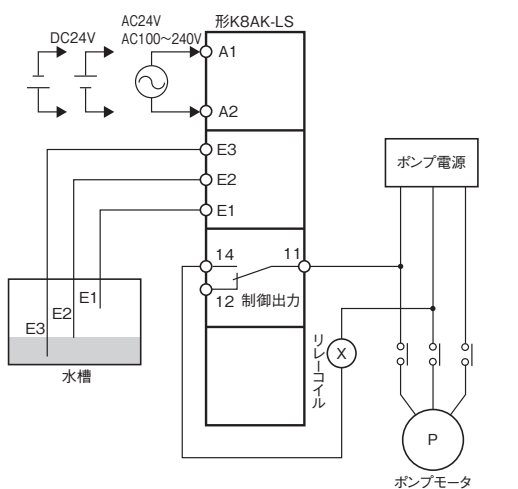 AC24V
DC24V
AC100～240V
形K8AK-LS
A1
A2
E3
E2
E1
14
11
12 制御出力
ポンプ電源
E1
E2
E3
水槽
リレーコイル
X
P
ポンプモータ